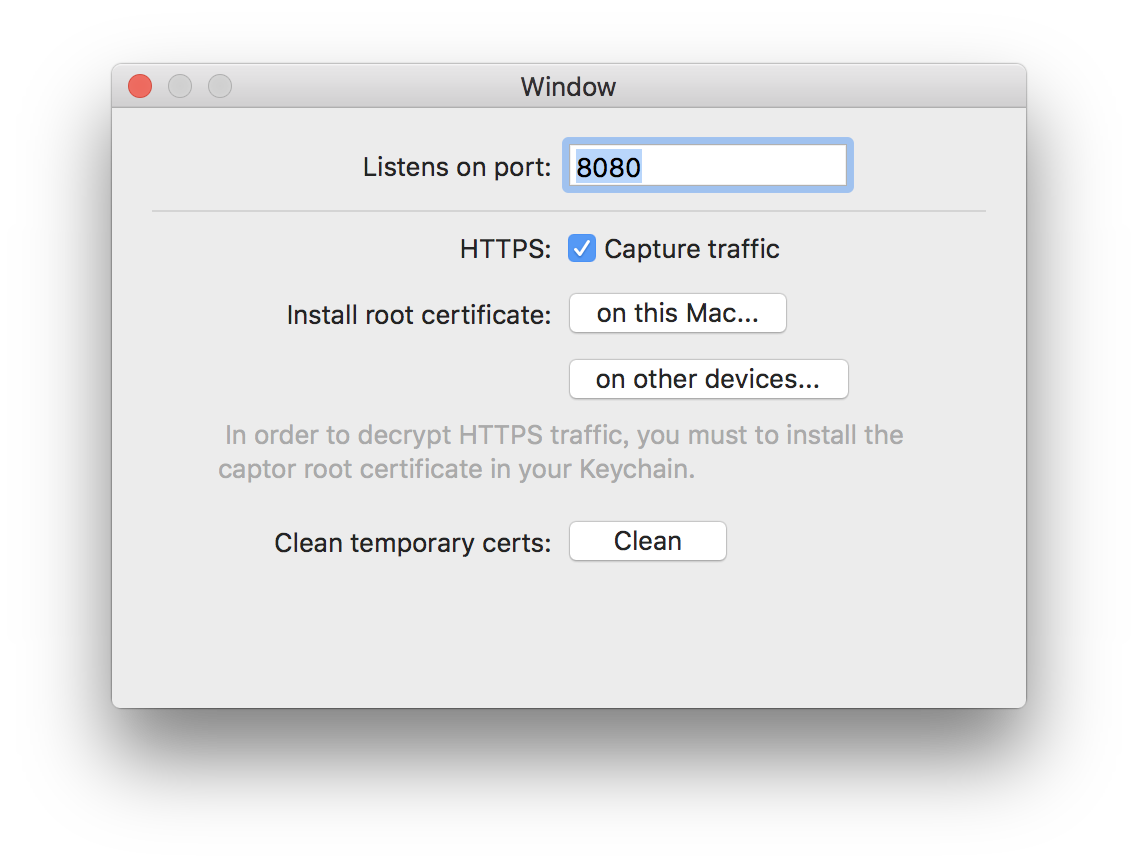 Window
Listens on port: 8080
HTTPS: Capture traffic
Install root certificate: on this Mac...
on other devices...
In order to decrypt HTTPS traffic, you must to install the
captor root certificate in your Keychain.
Clean temporary certs: Clean